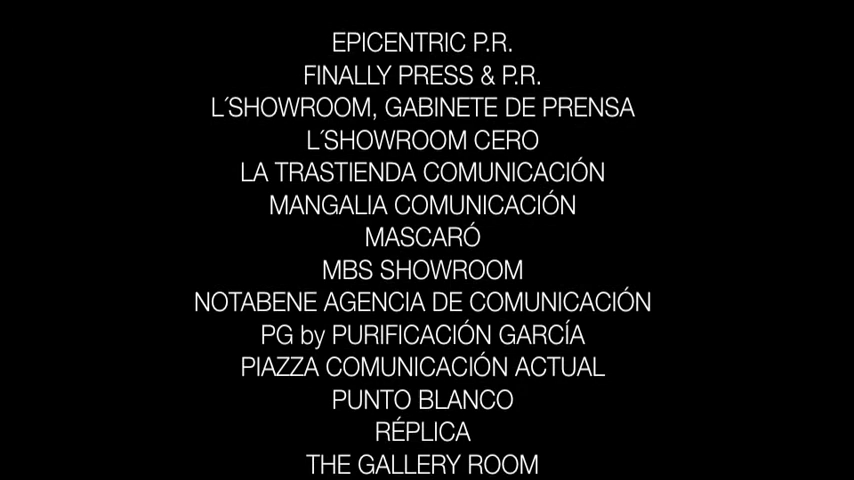 EPICENTRIC P.R.
FINALLY PRESS & P.R.
L´SHOWROOM, GABINETE DE PRENSA
L´SHOWROOM CERO
LA TRASTIENDA COMUNICACIÓN
MANGALIA COMUNICACIÓN
MASCARÓ
MBS SHOWROOM
NOTABENE AGENCIA DE COMUNICACIÓN
PG by PURIFICACIÓN GARCÍA
PIAZZA COMUNICACIÓN ACTUAL
PUNTO BLANCO
RÉPLICA
THE GALLERY ROOM